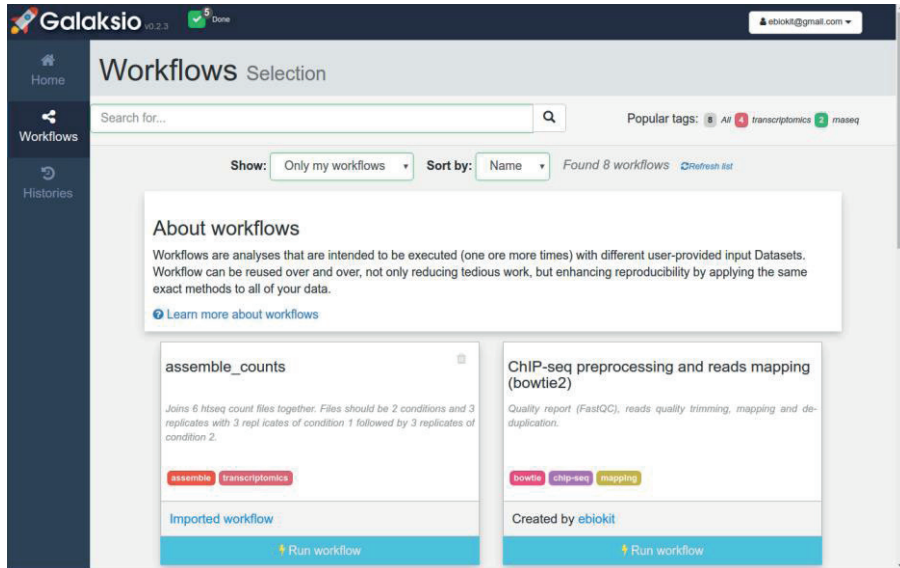 Galaksio v0.2.3 5 Done ebiokit@gmail.com
Home
Workflows Selection
Workflows
Search for...
Popular tags: 8 All 4 transcriptomics 2 rnaseq
Histories
Show: Only my workflows Sort by: Name Found 8 workflows Refresh list
About workflows
Workflows are analyses that are intended to be executed (one ore more times) with different user-provided input Datasets.
Workflow can be reused over and over, not only reducing tedious work, but enhancing reproducibility by applying the same
exact methods to all of your data.
Learn more about workflows
assemble_counts
Joins 6 htseq count files together. Files should be 2 conditions and 3
replicates with 3 repl icates of condition 1 followed by 3 replicates of
condition 2.
assemble transcriptomics
Imported workflow
Run workflow
ChIP-seq preprocessing and reads mapping
(bowtie2)
Quality report (FastQC), reads quality trimming, mapping and de-
duplication.
bowtie chip-seq mapping
Created by ebiokit
Run workflow